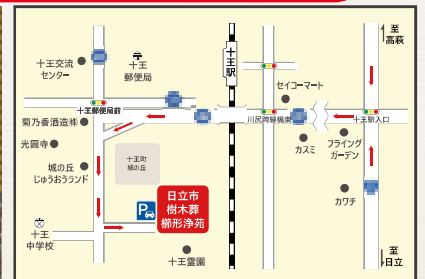 至
高萩
十王交流
センター
十王
郵便局
十王駅
セイコーマート
十王郵便局前
川尻跨線橋東
十王駅入口
菊乃香酒造㈱
光圀寺
カスミ
フライング
ガーデン
十王町
城の丘
城の丘
じゅうおうランド
P
日立市
樹木葬
櫛形浄苑
カワチ
十王
中学校
十王霊園
至
日立